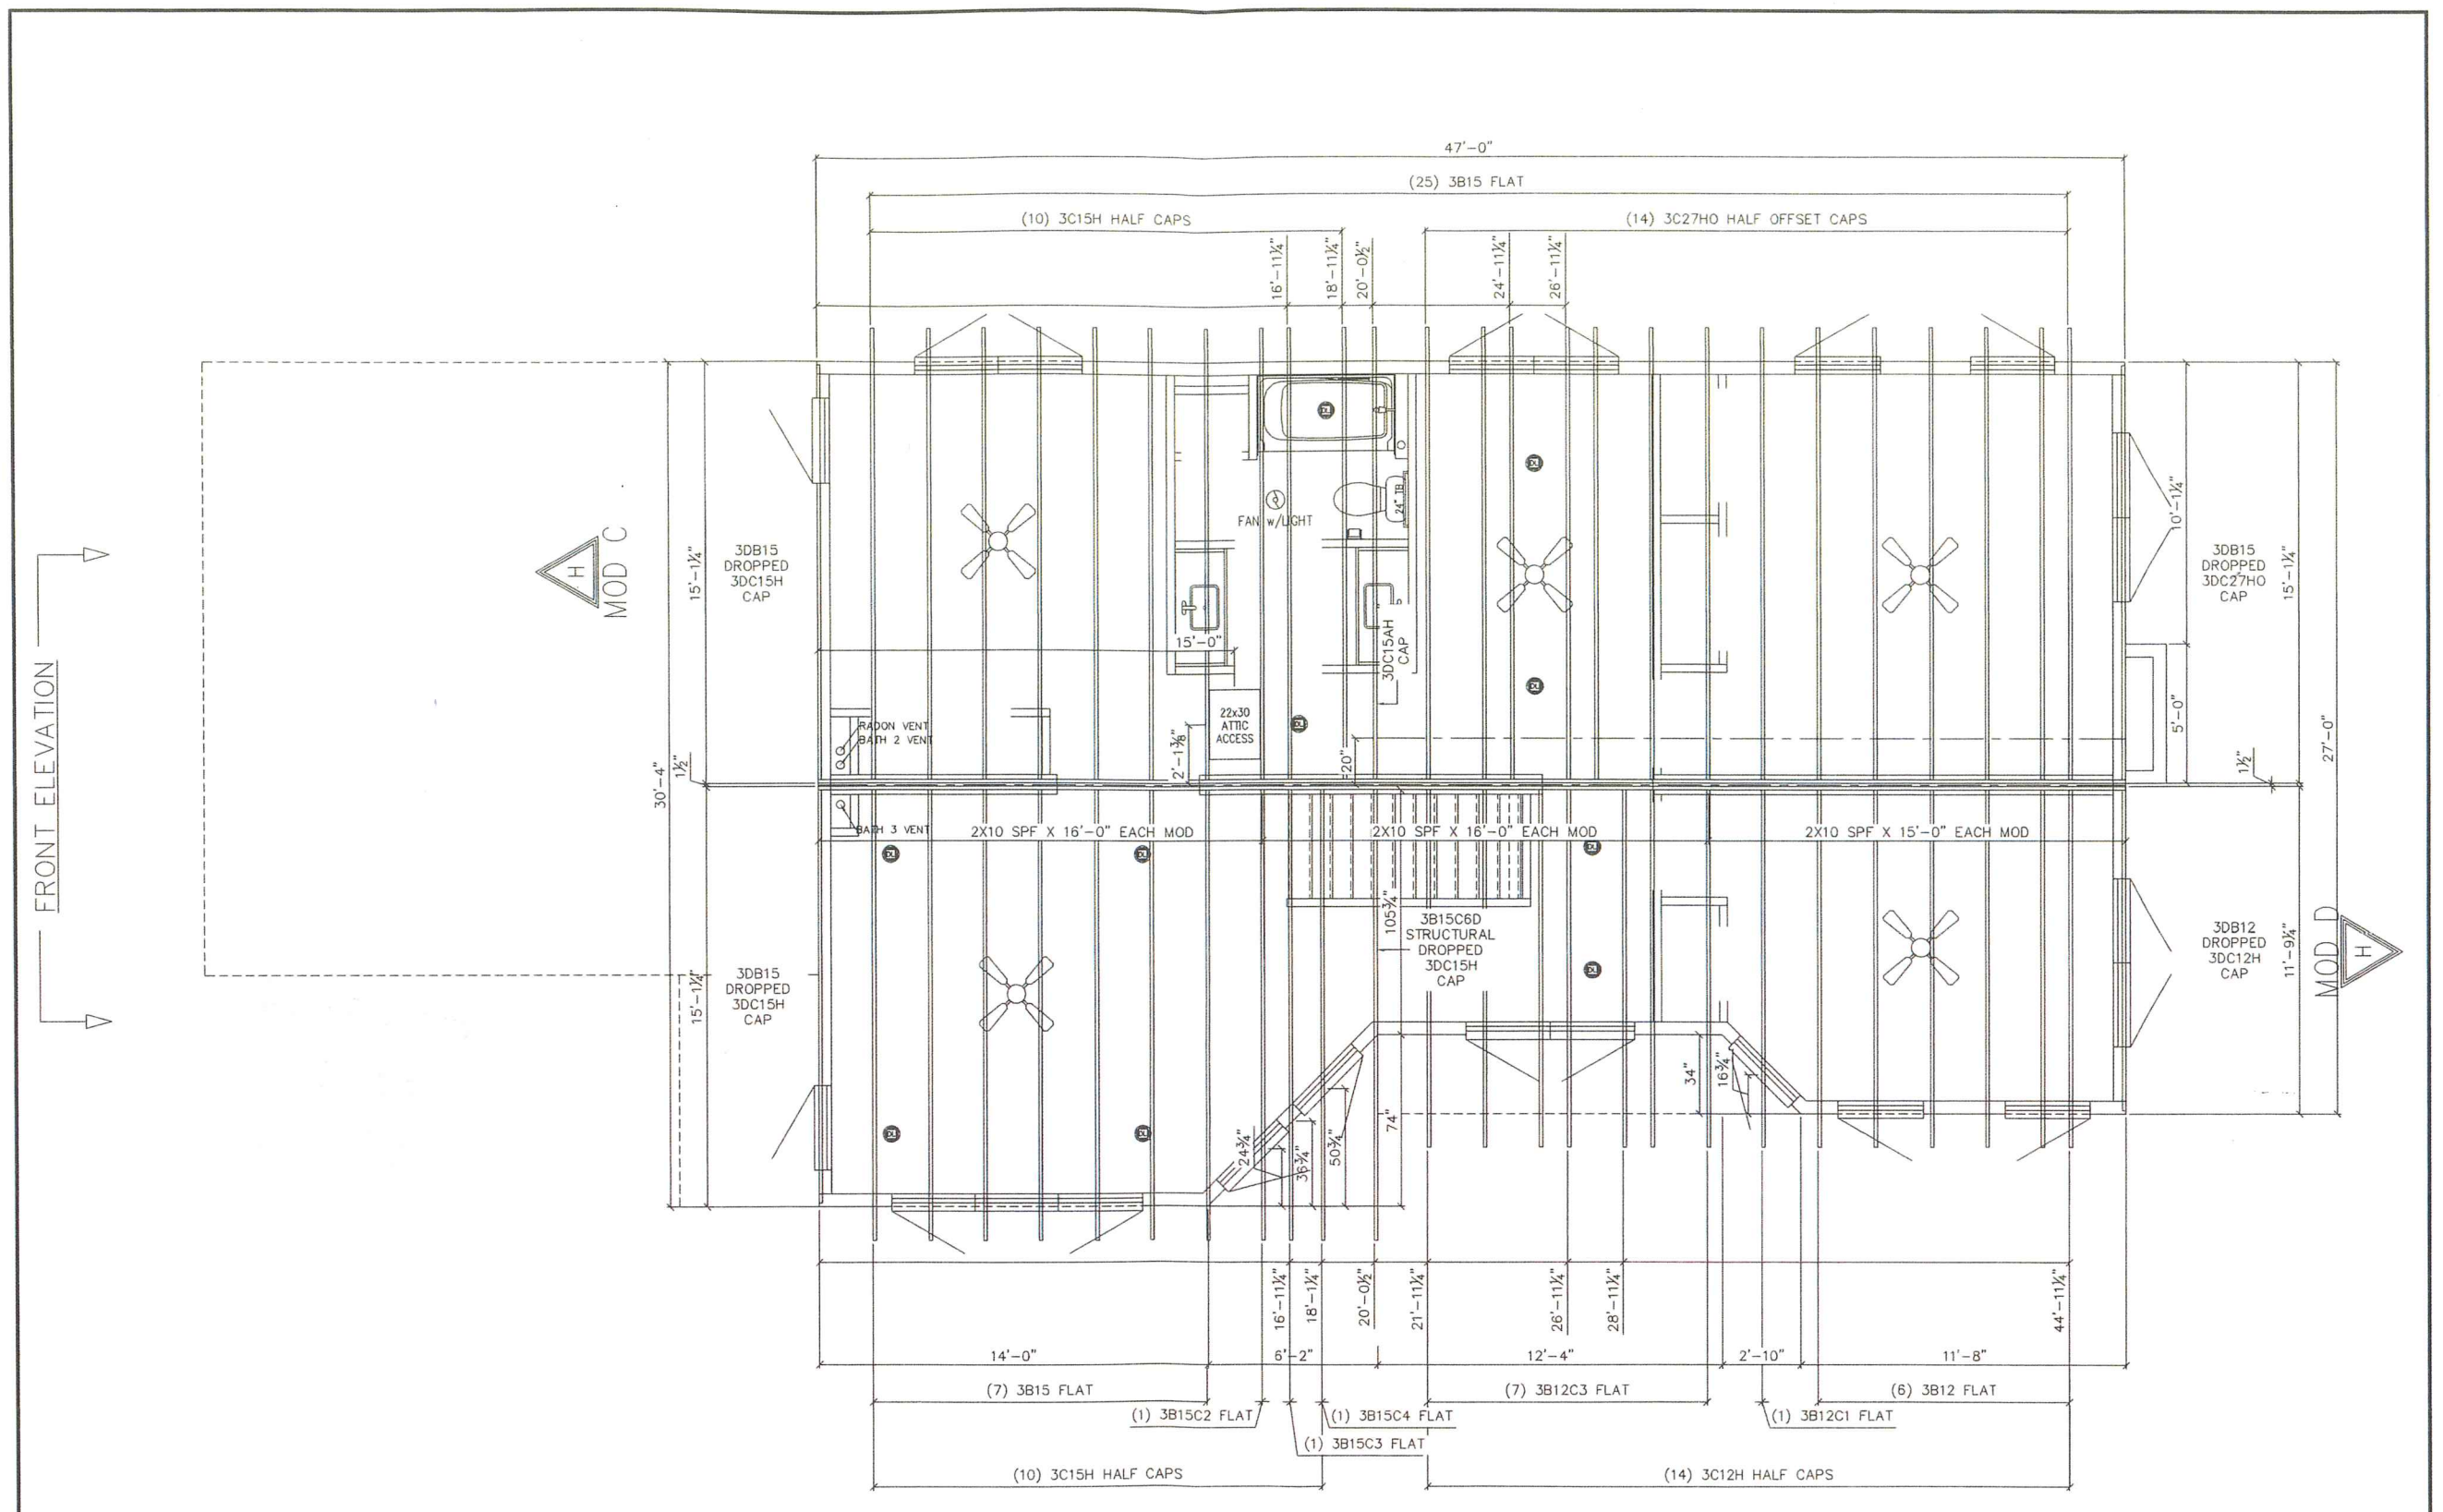 47'-0"
(25) 3B15 FLAT
(10) 3C15H HALF CAPS
(14) 3C27HO HALF OFFSET CAPS
16'-11¼"
18'-11¼"
20'-0½"
24'-11¼"
26'-11¼"
FRONT ELEVATION
H
MOD C
15'-1¼"
3DB15
DROPPED
3DC15H
CAP
DL
DL
24" TB
FAN w/LIGHT
15'-0"
3DC15AH
CAP
DL
22x30
ATTIC
ACCESS
DL
RADON VENT
BATH 2 VENT
2'-1⅜"
20"
10'-1¼"
3DB15
DROPPED
3DC27HO
CAP
15'-1¼"
5'-0"
27'-0"
1½"
30'-4"
1½"
BATH 3 VENT
2X10 SPF X 16'-0" EACH MOD
2X10 SPF X 16'-0" EACH MOD
2X10 SPF X 15'-0" EACH MOD
DL
DL
DL
105¾"
3B15C6D
STRUCTURAL
DROPPED
3DC15H
CAP
DL
3DB12
DROPPED
3DC12H
CAP
11'-9¼"
MOD D
H
3DB15
DROPPED
3DC15H
CAP
15'-1¼"
DL
DL
24¾"
36¾"
50¾"
74"
34"
16¾"
16'-11¼"
18'-1¼"
20'-0½"
21'-11¼"
26'-11¼"
28'-11¼"
44'-11¼"
14'-0"
6'-2"
12'-4"
2'-10"
11'-8"
(7) 3B15 FLAT
(7) 3B12C3 FLAT
(6) 3B12 FLAT
(1) 3B15C2 FLAT
(1) 3B15C4 FLAT
(1) 3B12C1 FLAT
(1) 3B15C3 FLAT
(10) 3C15H HALF CAPS
(14) 3C12H HALF CAPS